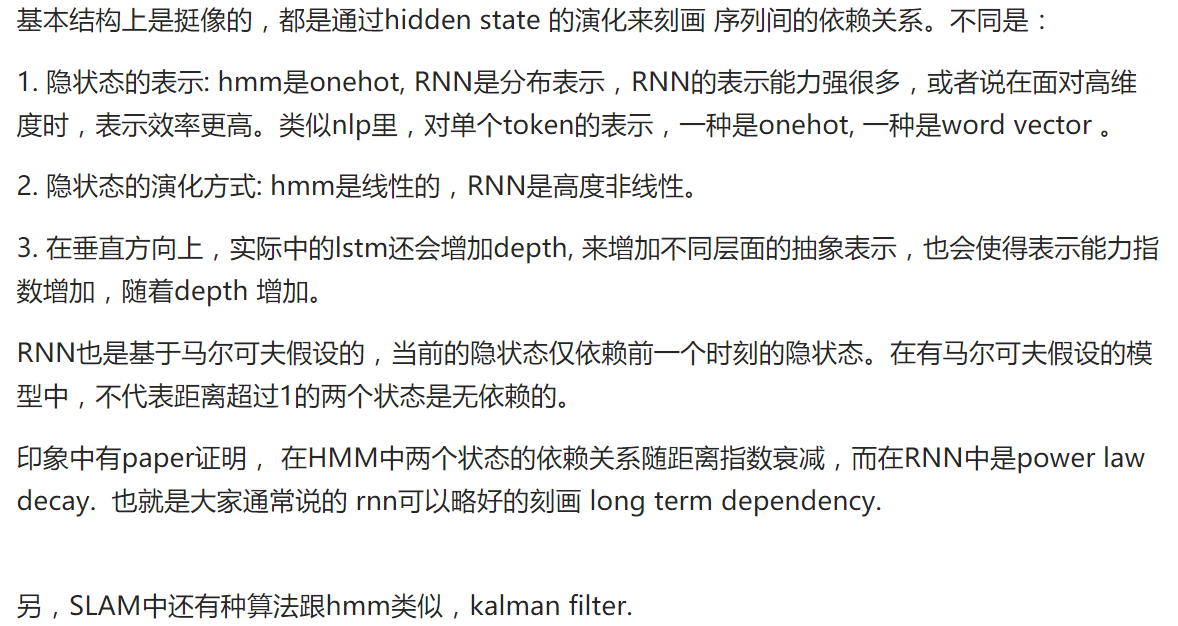 基本结构上是挺像的，都是通过hidden state 的演化来刻画 序列间的依赖关系。不同是：
1. 隐状态的表示: hmm是onehot, RNN是分布表示，RNN的表示能力强很多，或者说在面对高维
度时，表示效率更高。类似nlp里，对单个token的表示，一种是onehot, 一种是word vector 。
2. 隐状态的演化方式: hmm是线性的，RNN是高度非线性。
3. 在垂直方向上，实际中的lstm还会增加depth, 来增加不同层面的抽象表示，也会使得表示能力指
数增加，随着depth 增加。
RNN也是基于马尔可夫假设的，当前的隐状态仅依赖前一个时刻的隐状态。在有马尔可夫假设的模
型中，不代表距离超过1的两个状态是无依赖的。
印象中有paper证明， 在HMM中两个状态的依赖关系随距离指数衰减，而在RNN中是power law
decay.  也就是大家通常说的 rnn可以略好的刻画 long term dependency.
另，SLAM中还有种算法跟hmm类似，kalman filter.